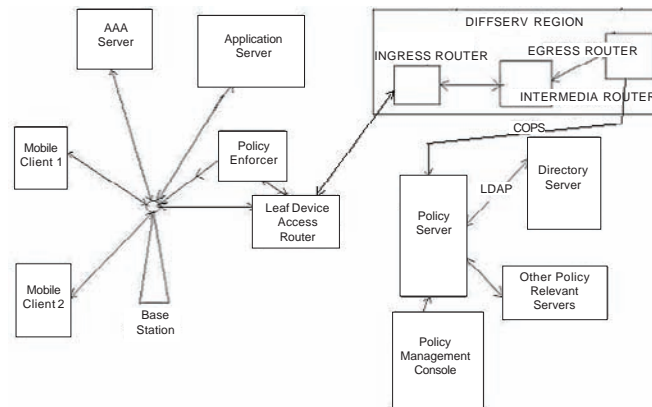 DIFFSERV REGION
AAA
Server
Application
Server
INGRESS ROUTER
EGRESS ROUTER
INTERMEDIA ROUTER
COPS
Mobile
Client 1
Policy
Enforcer
LDAP
Directory
Server
Leaf Device
Access
Router
Policy
Server
Mobile
Client 2
Base
Station
Other Policy
Relevant
Servers
Policy
Management
Console